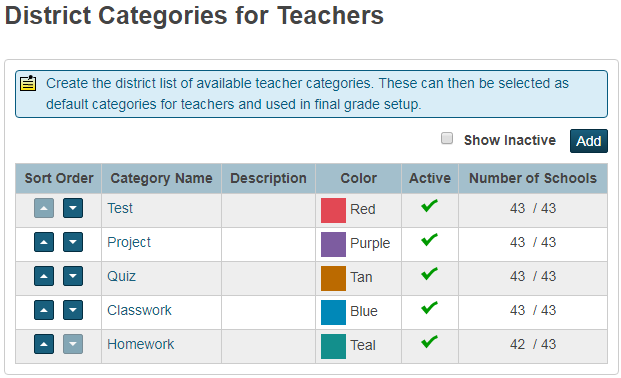 District Categories for Teachers
Create the district list of available teacher categories. These can then be selected as
default categories for teachers and used in final grade setup.
Show Inactive Add
Sort Order Category Name Description Color Active Number of Schools
Test Red 43 / 43
Project Purple 43 / 43
Quiz Tan 43 / 43
Classwork Blue 43 / 43
Homework Teal 42 / 43